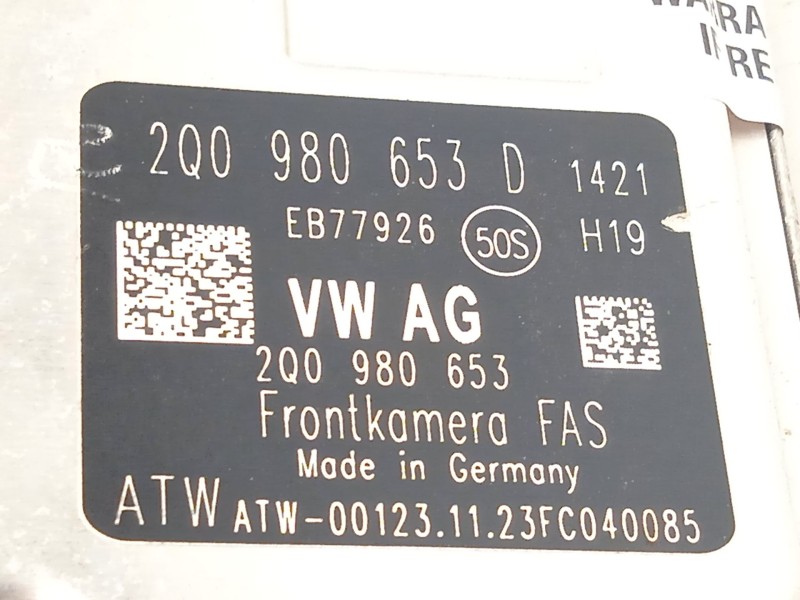 2Q0 980 653 D 1421
EB77926 50S H19
VW AG
2Q0 980 653
Frontkamera FAS
Made in Germany
ATW ATW-00123.11.23FC040085